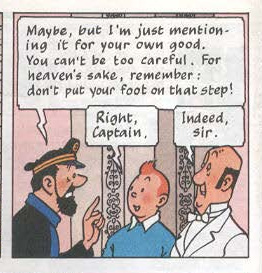 Maybe, but I'm just mention-
ing it for your own good.
You can't be too careful. For
heaven's sake, remember:
don't put your foot on that step!
Right,
Captain.
Indeed,
sir.